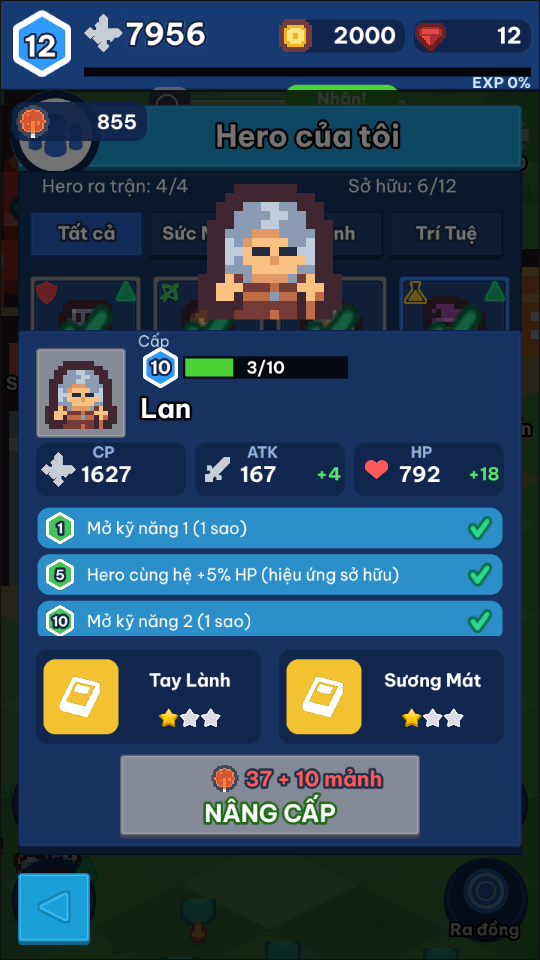 12
7956
2000
12
EXP 0%
Nhận!
855
Hero của tôi
Hero ra trận: 4/4
Sở hữu: 6/12
Tất cả
Sức
Trí Tuệ
Cấp
10
3/10
Lan
CP
1627
ATK
167
+4
HP
792
+18
1
Mở kỹ năng 1 (1 sao)
5
Hero cùng hệ +5% HP (hiệu ứng sở hữu)
10
Mở kỹ năng 2 (1 sao)
Tay Lành
Sương Mát
37 + 10 mảnh
NÂNG CẤP
Ra đồng